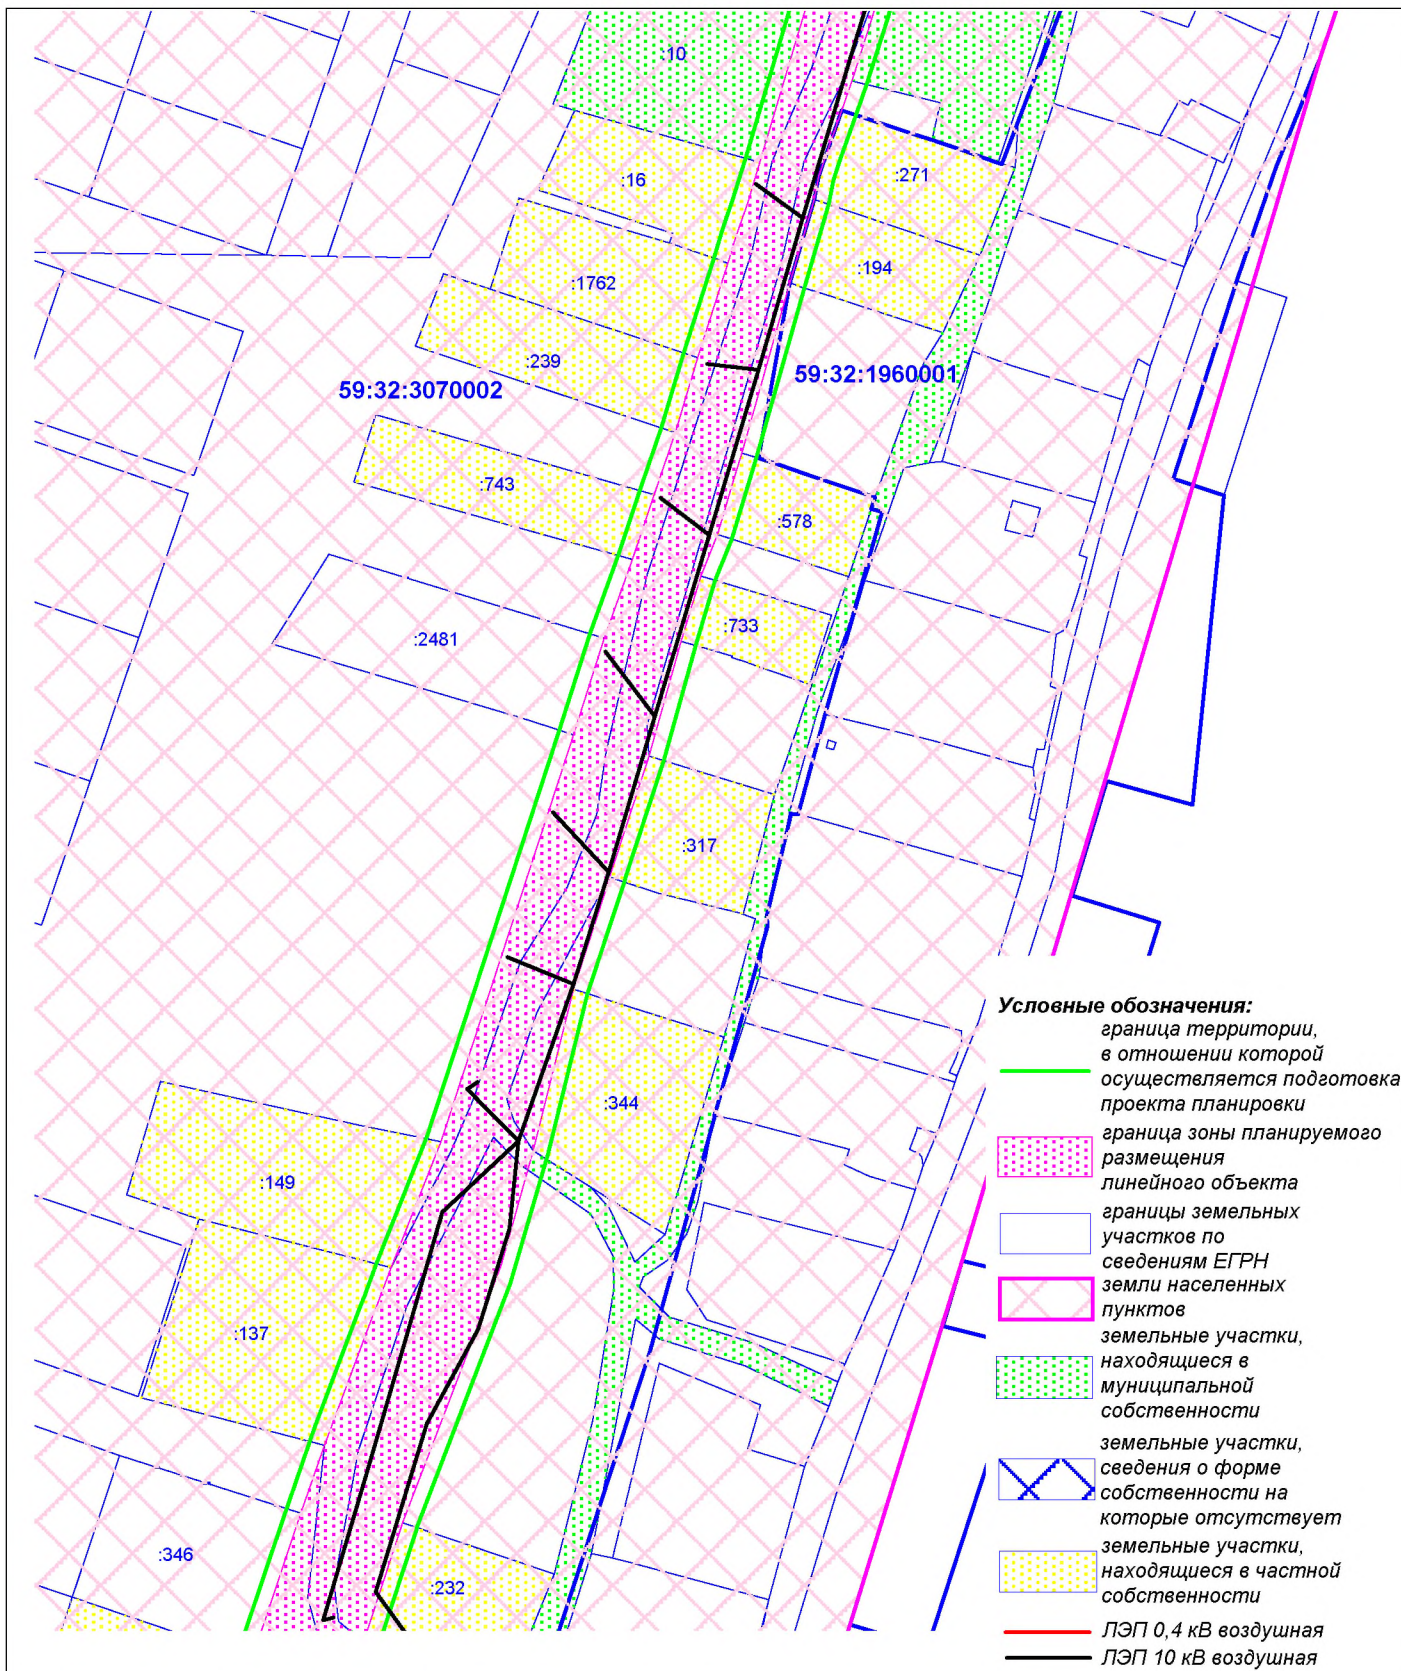 :10
:16
:271
:194
:1762
:239
59:32:1960001
59:32:3070002
:743
:578
:733
:2481
:317
:344
:149
:137
:346
:232
Условные обозначения:
граница территории,
в отношении которой
осуществляется подготовка
проекта планировки
граница зоны планируемого
размещения
линейного объекта
границы земельных
участков по
сведениям ЕГРН
земли населенных
пунктов
земельные участки,
находящиеся в
муниципальной
собственности
земельные участки,
сведения о форме
собственности на
которые отсутствует
земельные участки,
находящиеся в частной
собственности
ЛЭП 0,4 кВ воздушная
ЛЭП 10 кВ воздушная